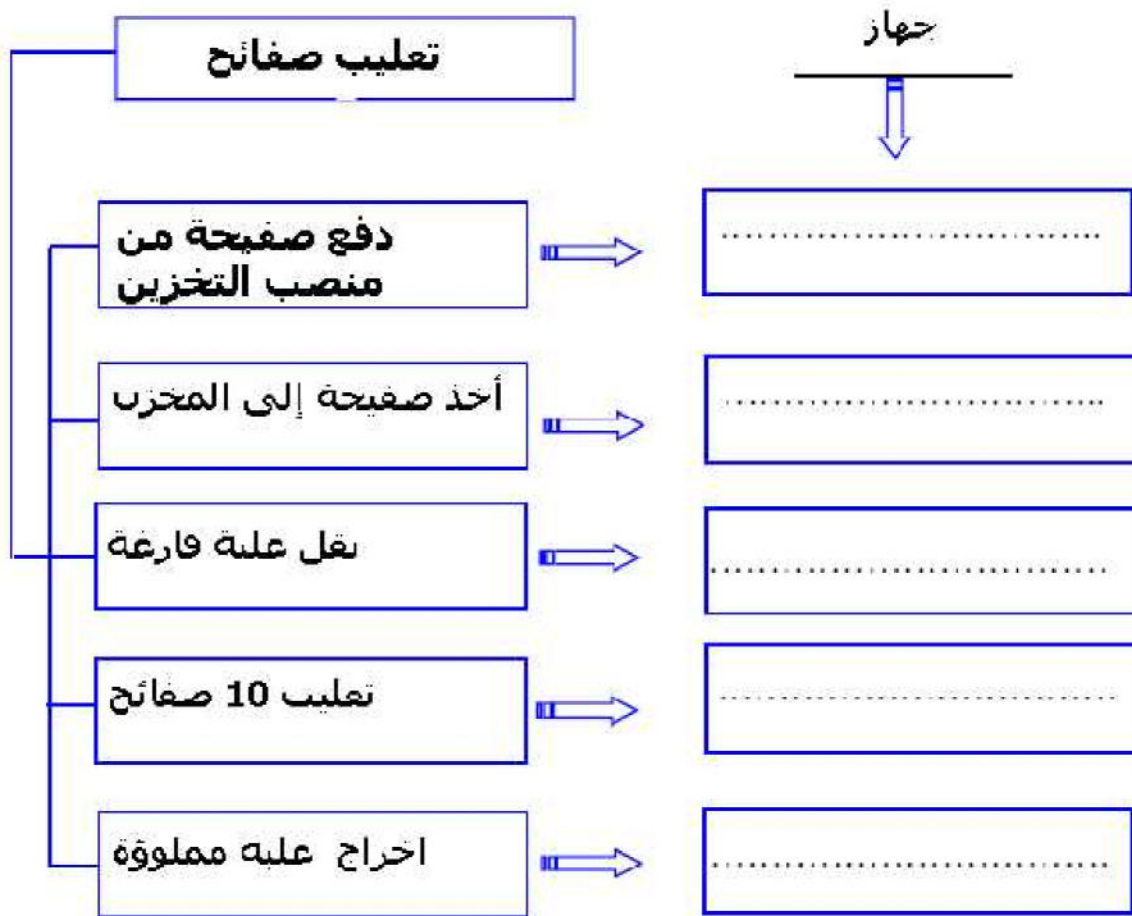 تعليب صفائح
جهاز
دفع صفيحة من
منصب التخزين
أخذ صفيحة إلى المخزن
نقل علبة فارغة
تعليب 10 صفائح
اخراج علبه مملوؤة